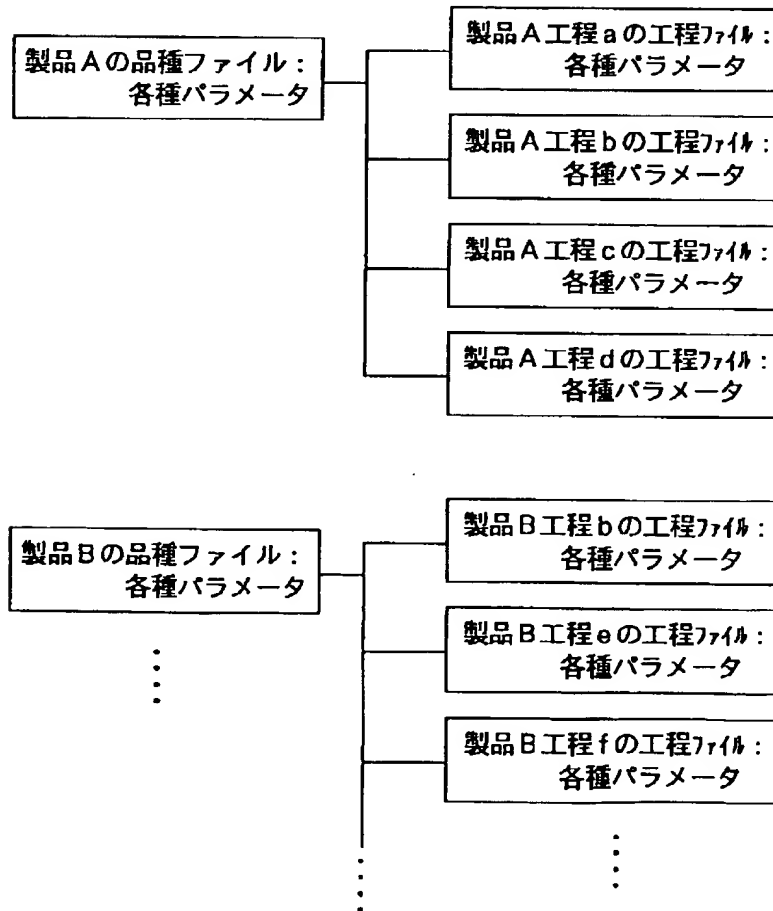 製品Aの品種ファイル：
各種パラメータ
製品A工程aの工程ﾌｧｲﾙ：
各種パラメータ
製品A工程bの工程ﾌｧｲﾙ：
各種パラメータ
製品A工程cの工程ﾌｧｲﾙ：
各種パラメータ
製品A工程dの工程ﾌｧｲﾙ：
各種パラメータ
製品Bの品種ファイル：
各種パラメータ
製品B工程bの工程ﾌｧｲﾙ：
各種パラメータ
製品B工程eの工程ﾌｧｲﾙ：
各種パラメータ
製品B工程fの工程ﾌｧｲﾙ：
各種パラメータ